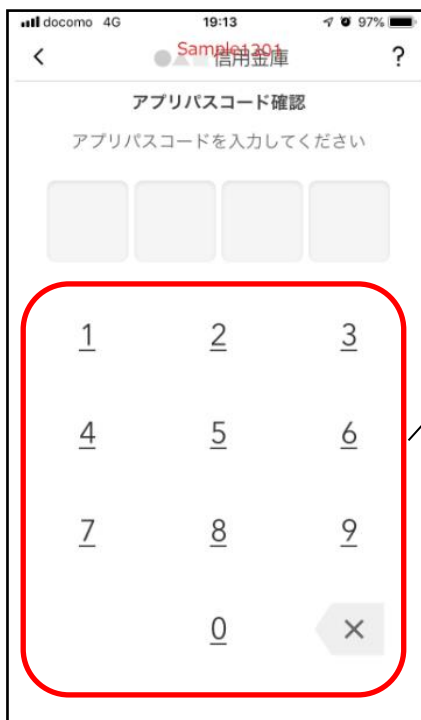 docomo 4G 19:13 97%
< Sample1201 ●▲■信用金庫 ?
アプリパスコード確認
アプリパスコードを入力してください
1 2 3
4 5 6
7 8 9
0 ×